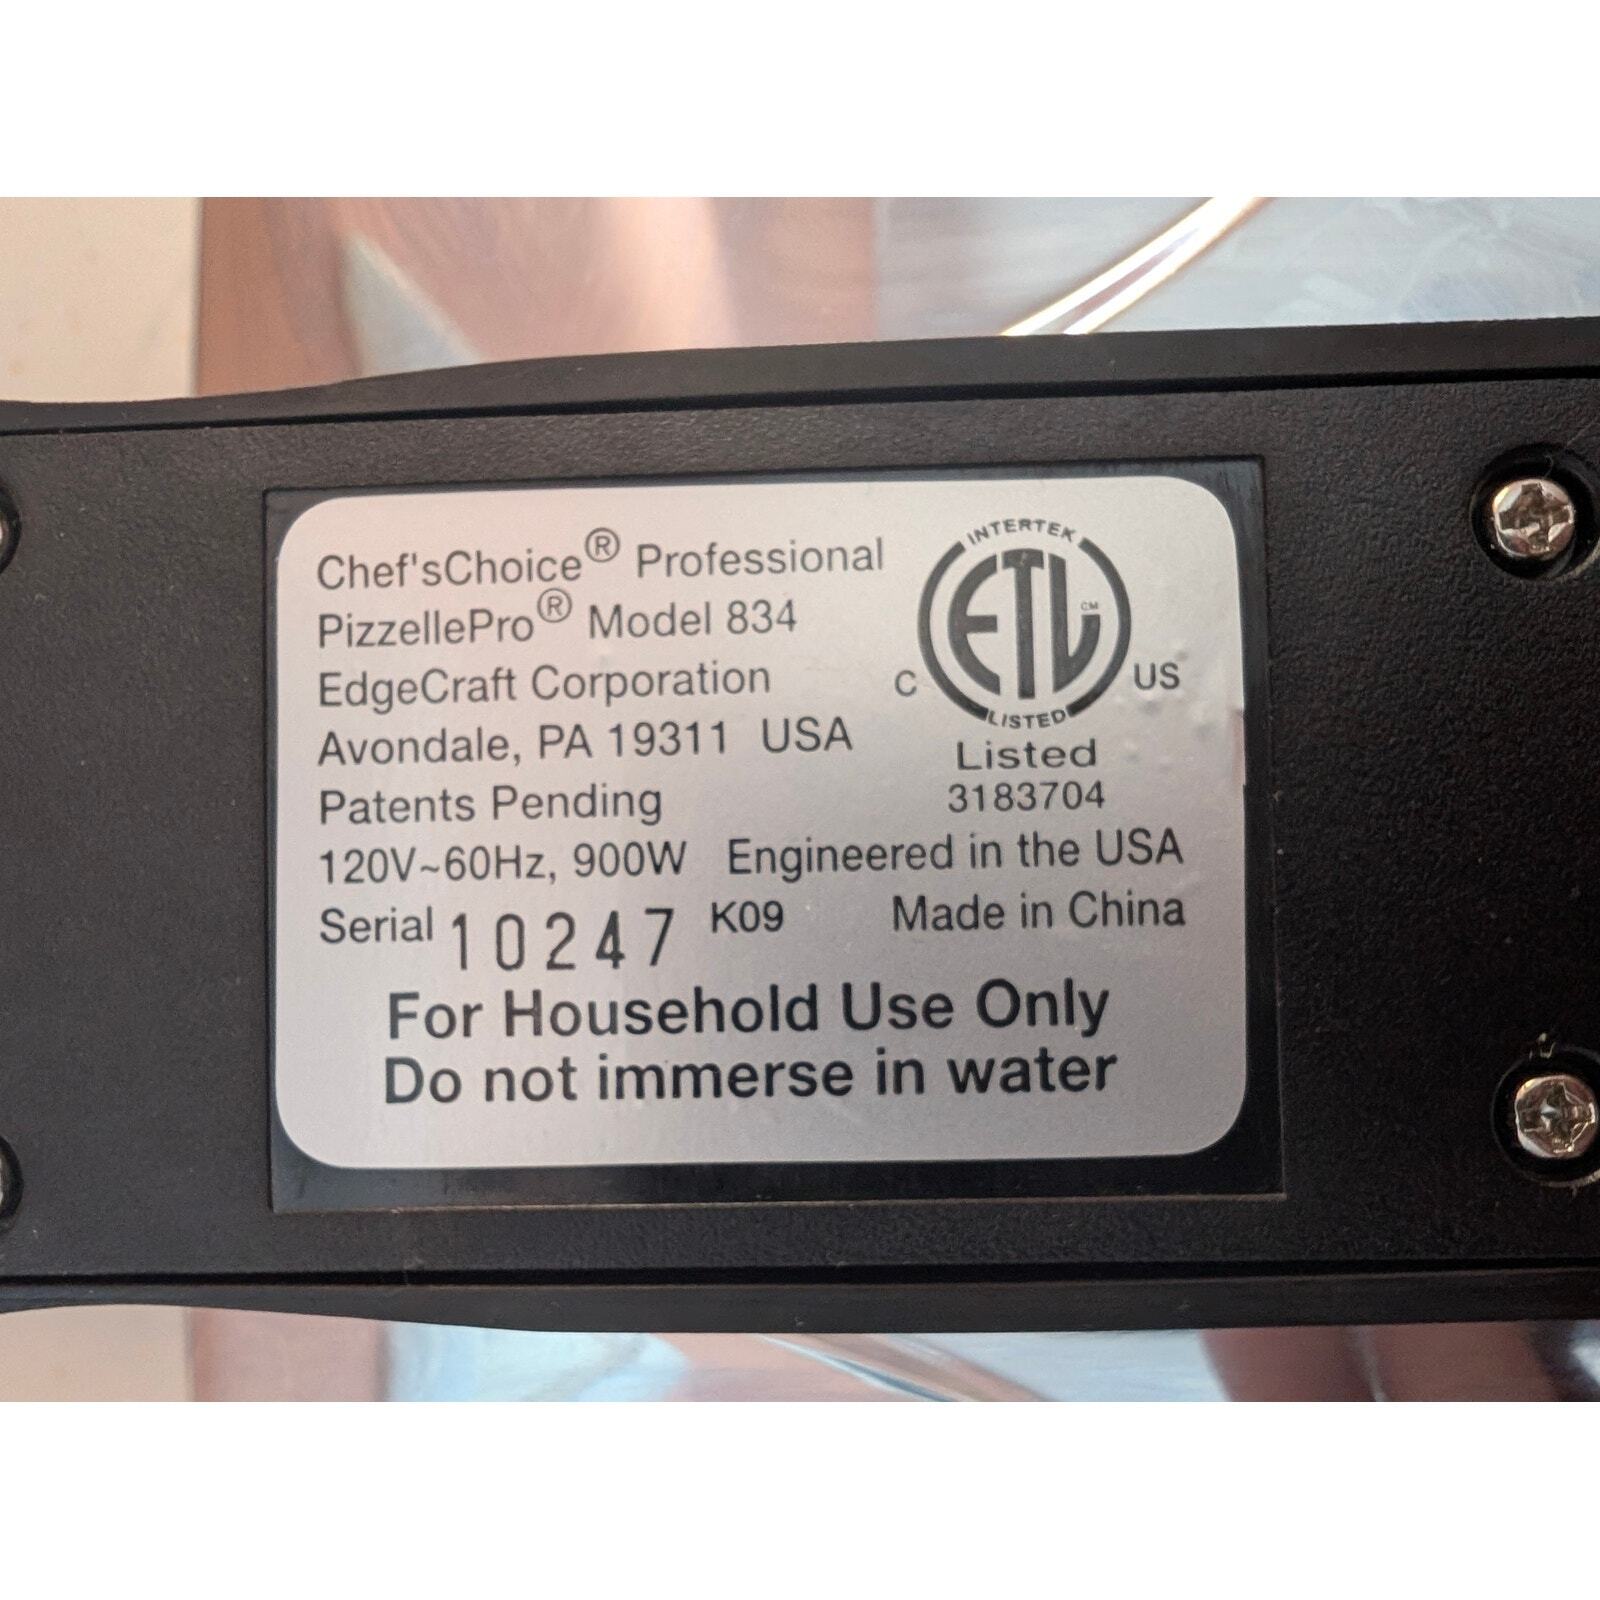 Chef'sChoice® Professional
PizzellePro® Model 834
EdgeCraft Corporation
Avondale, PA 19311 USA
Patents Pending
120V~60Hz, 900W Engineered in the USA
Serial 10247 K09 Made in China
For Household Use Only
Do not immerse in water
INTERTEK
ETL CM
C US
LISTED
Listed
3183704